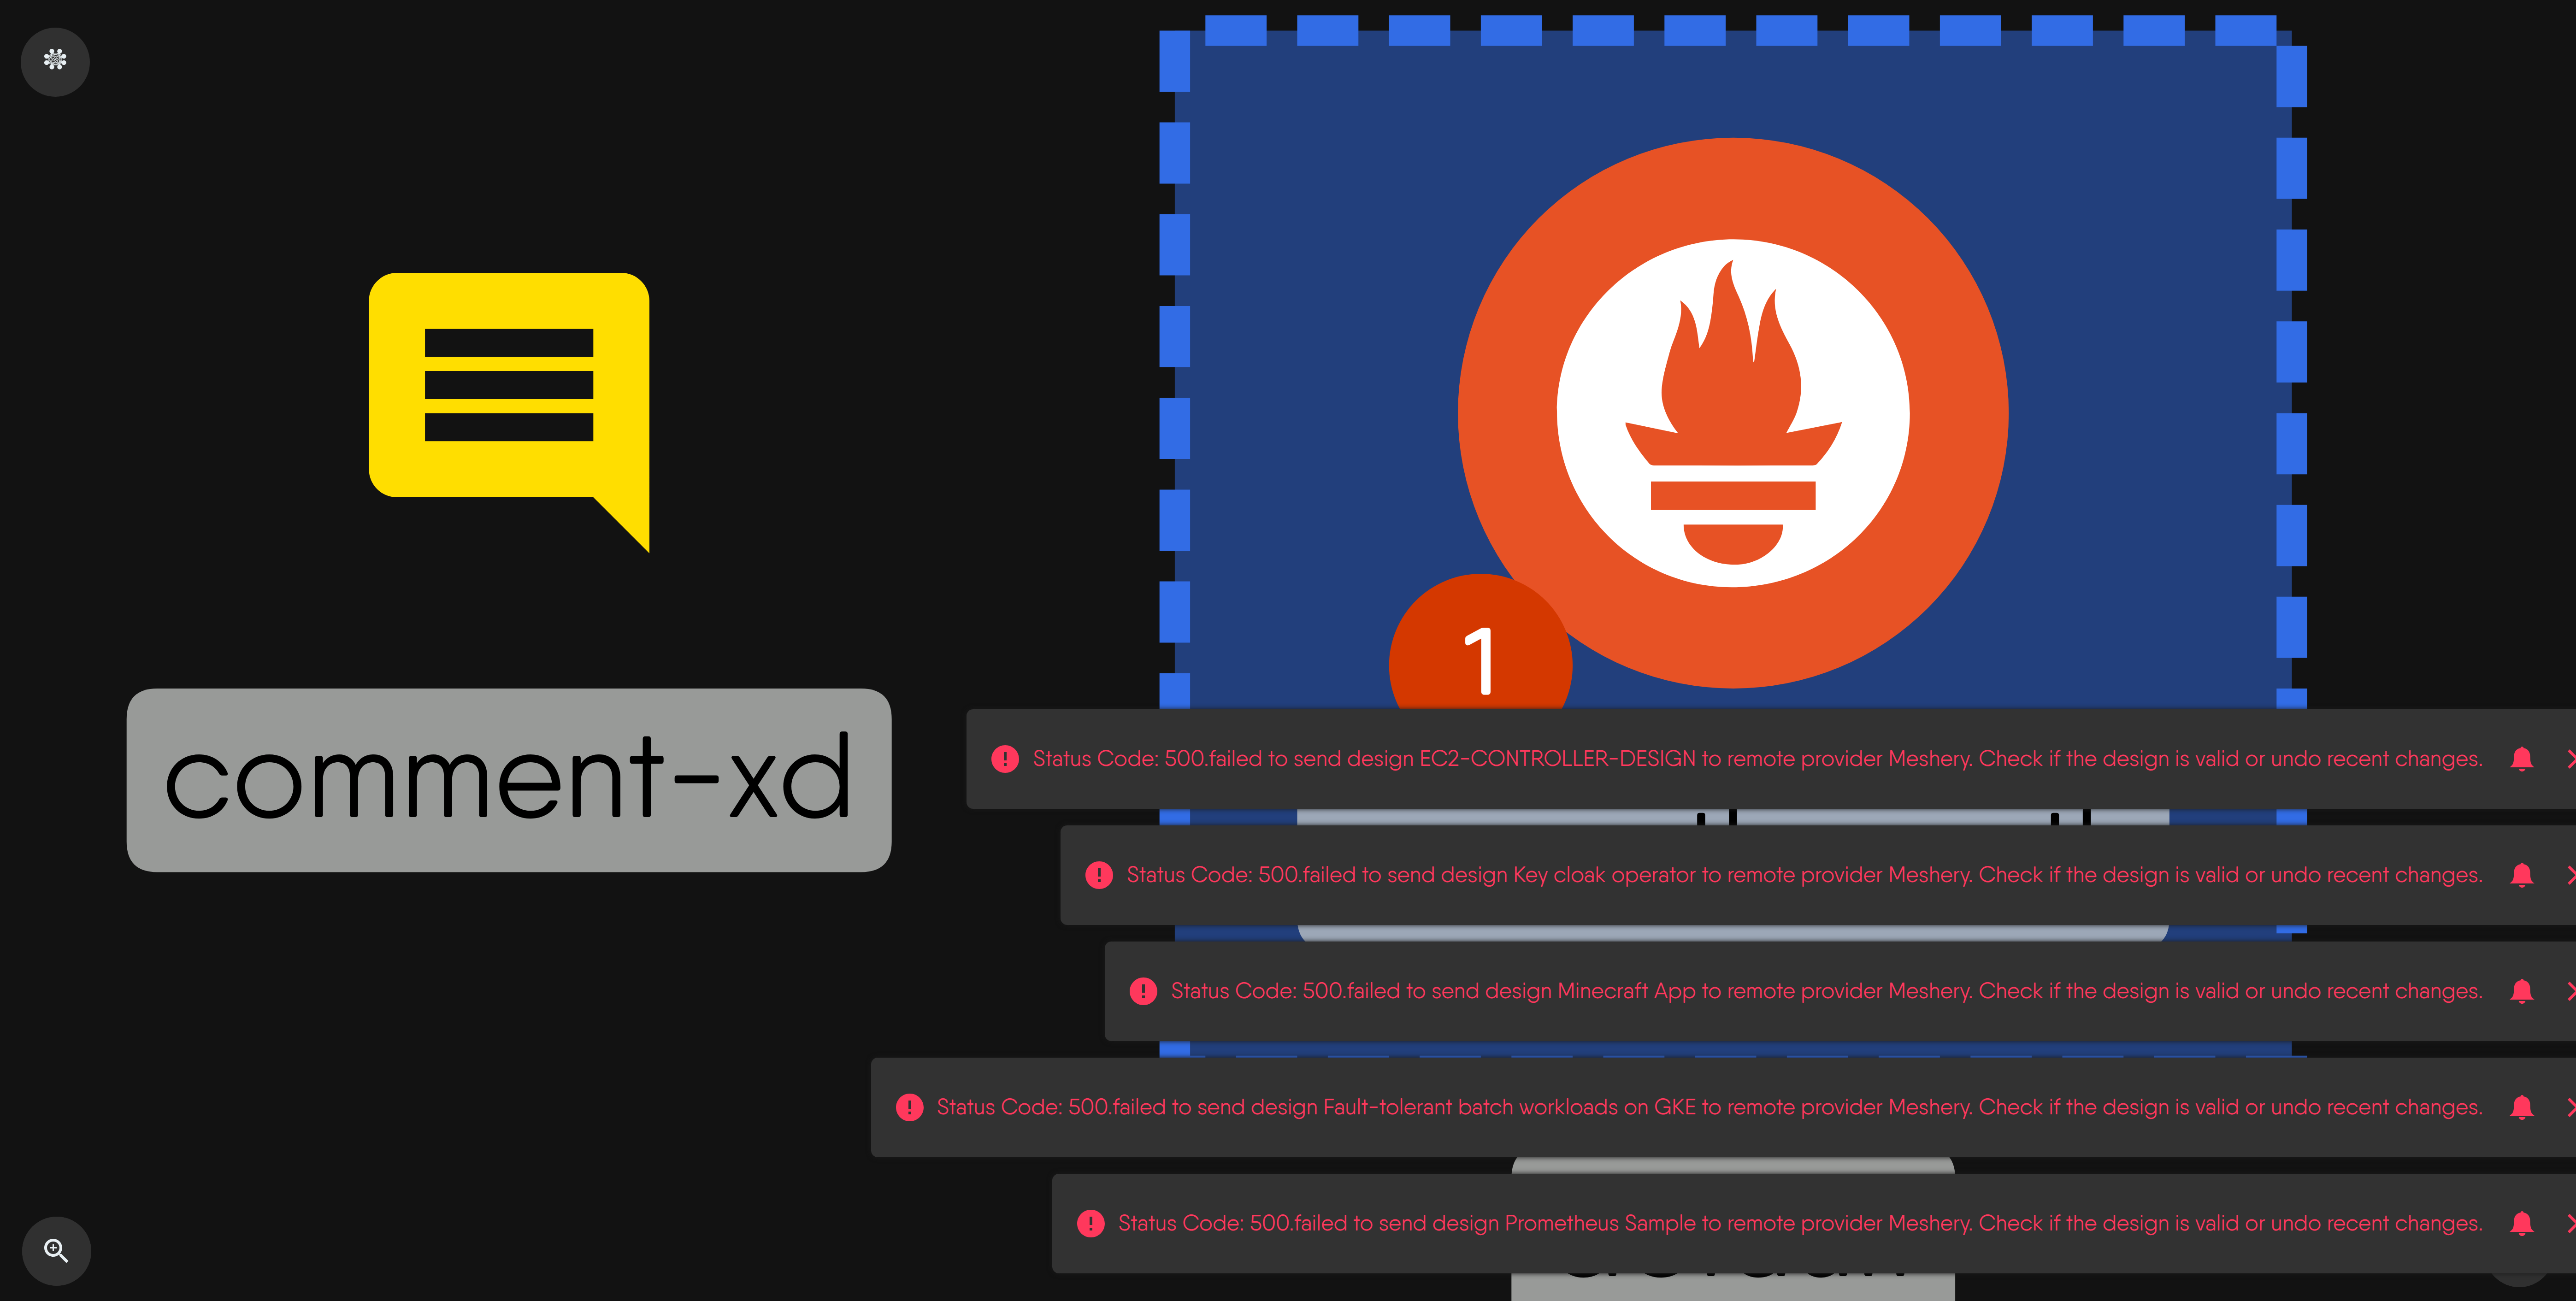 comment-xd
1
Status Code: 500.failed to send design EC2-CONTROLLER-DESIGN to remote provider Meshery. Check if the design is valid or undo recent changes.
Status Code: 500.failed to send design Key cloak operator to remote provider Meshery. Check if the design is valid or undo recent changes.
Status Code: 500.failed to send design Minecraft App to remote provider Meshery. Check if the design is valid or undo recent changes.
Status Code: 500.failed to send design Fault-tolerant batch workloads on GKE to remote provider Meshery. Check if the design is valid or undo recent changes.
Status Code: 500.failed to send design Prometheus Sample to remote provider Meshery. Check if the design is valid or undo recent changes.